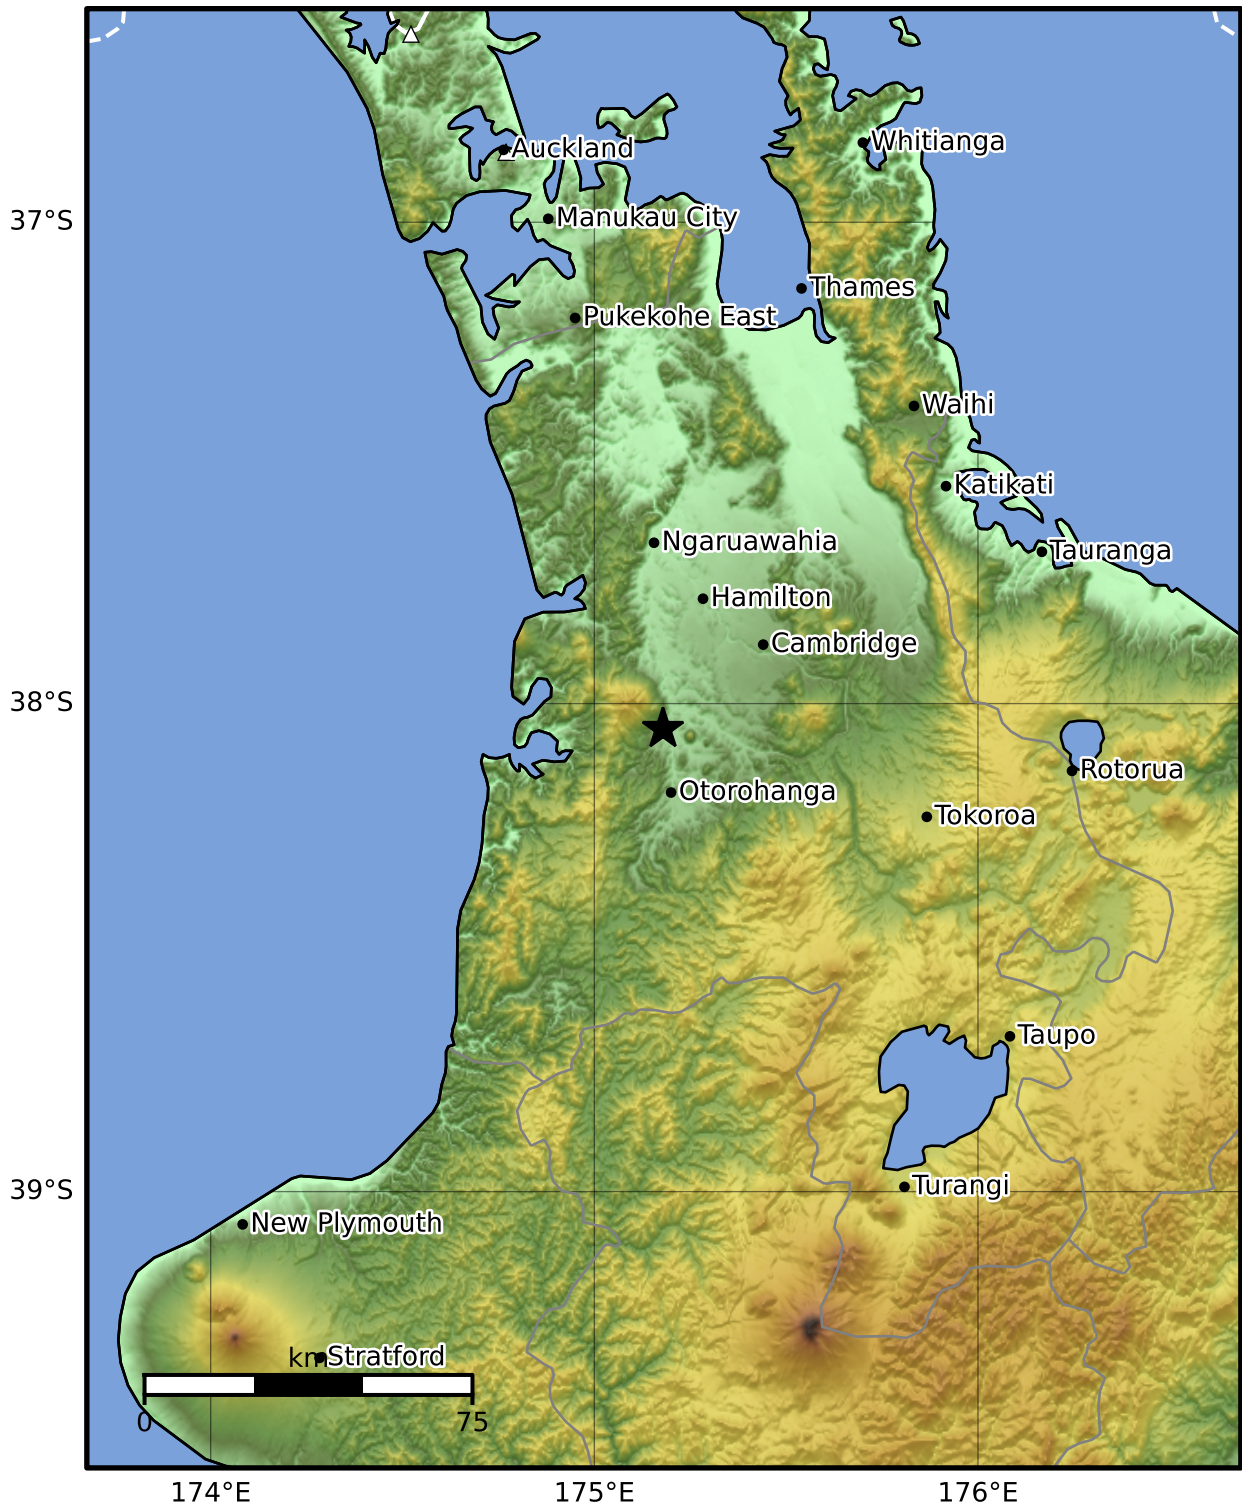 Auckland
Whitianga
37°S
Manukau City
Thames
Pukekohe East
Waihi
Katikati
Ngaruawahia
Tauranga
Hamilton
Cambridge
38°S
Rotorua
Otorohanga
Tokoroa
Taupo
39°S
Turangi
New Plymouth
km
Stratford
0
75
174°E
175°E
176°E